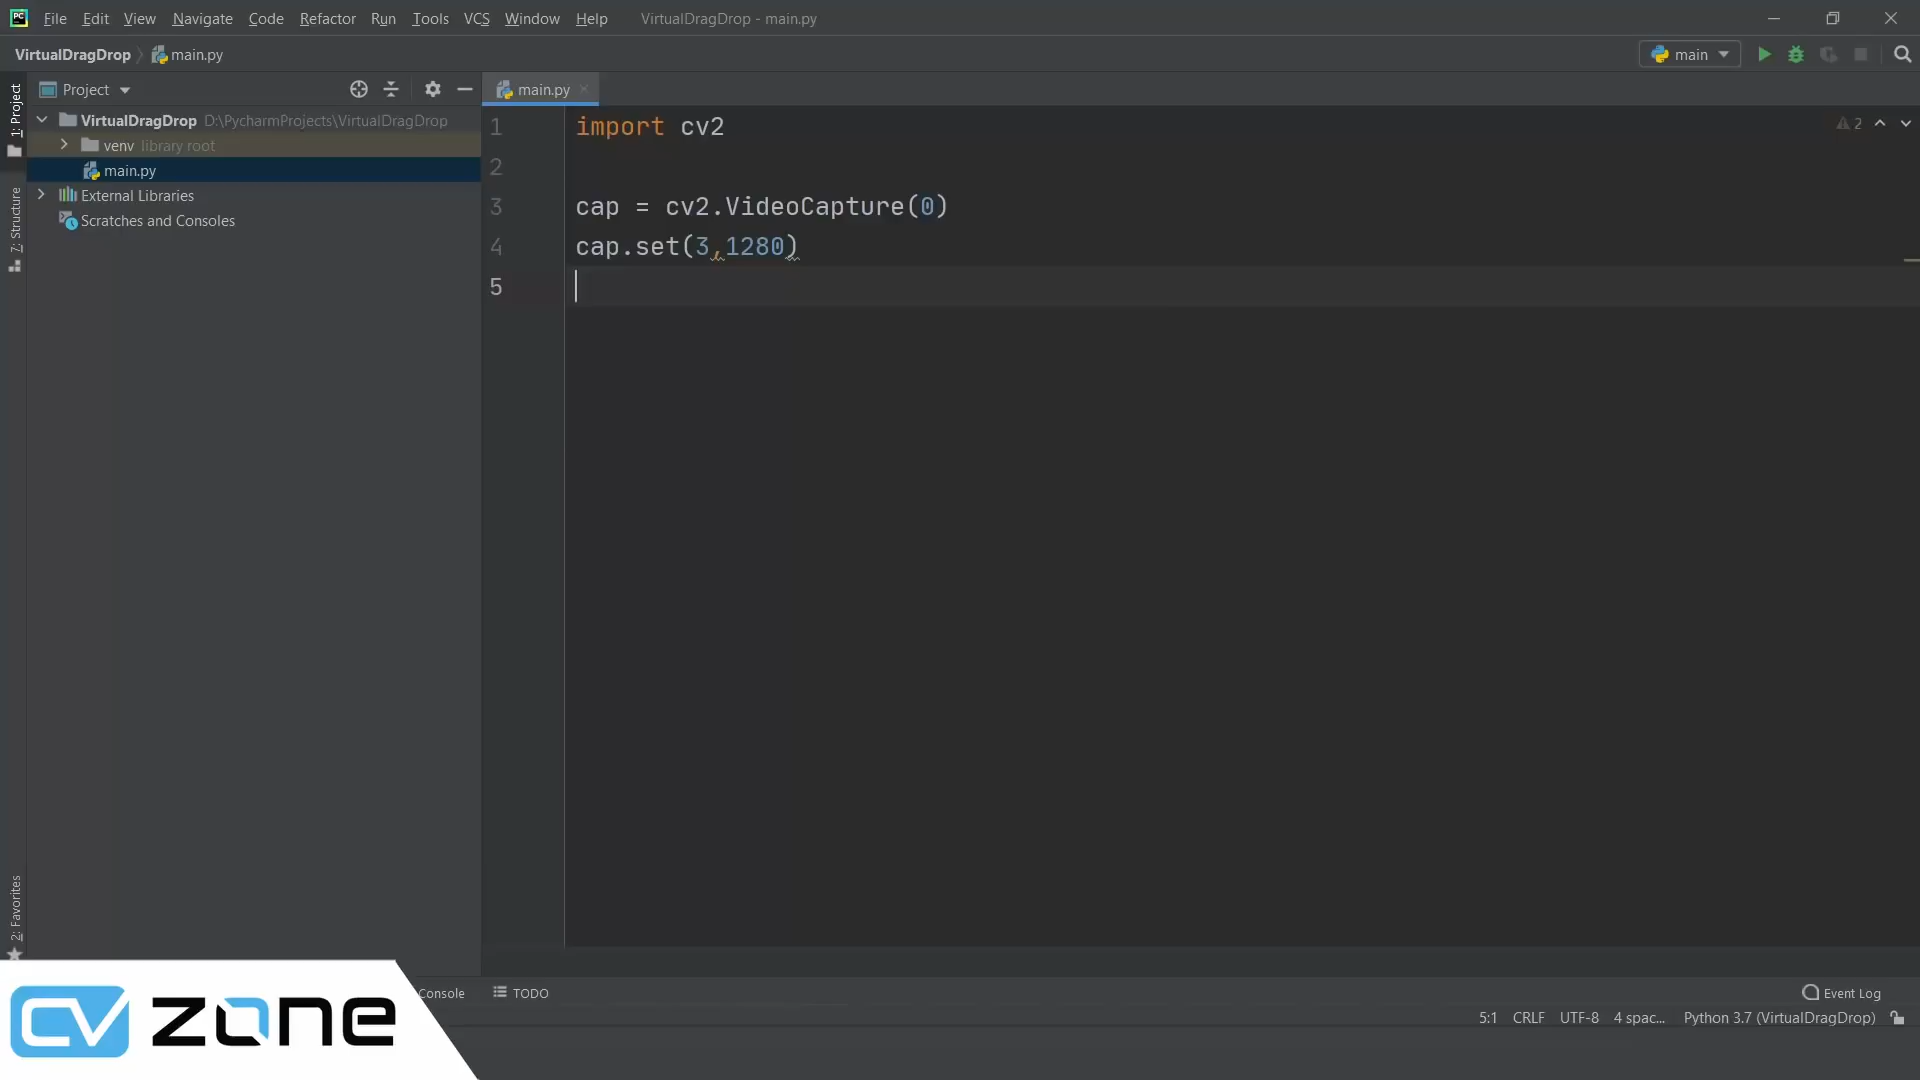 File Edit View Navigate Code Refactor Run Tools VCS Window Help VirtualDragDrop - main.py
VirtualDragDrop main.py main
1: Project
Project
main.py
VirtualDragDrop D:\PycharmProjects\VirtualDragDrop
venv library root
main.py
External Libraries
Scratches and Consoles
7: Structure
2: Favorites
1 import cv2
2
3 cap = cv2.VideoCapture(0)
4 cap.set(3,1280)
5
2
Console TODO Event Log
5:1 CRLF UTF-8 4 spac... Python 3.7 (VirtualDragDrop)
CV zone